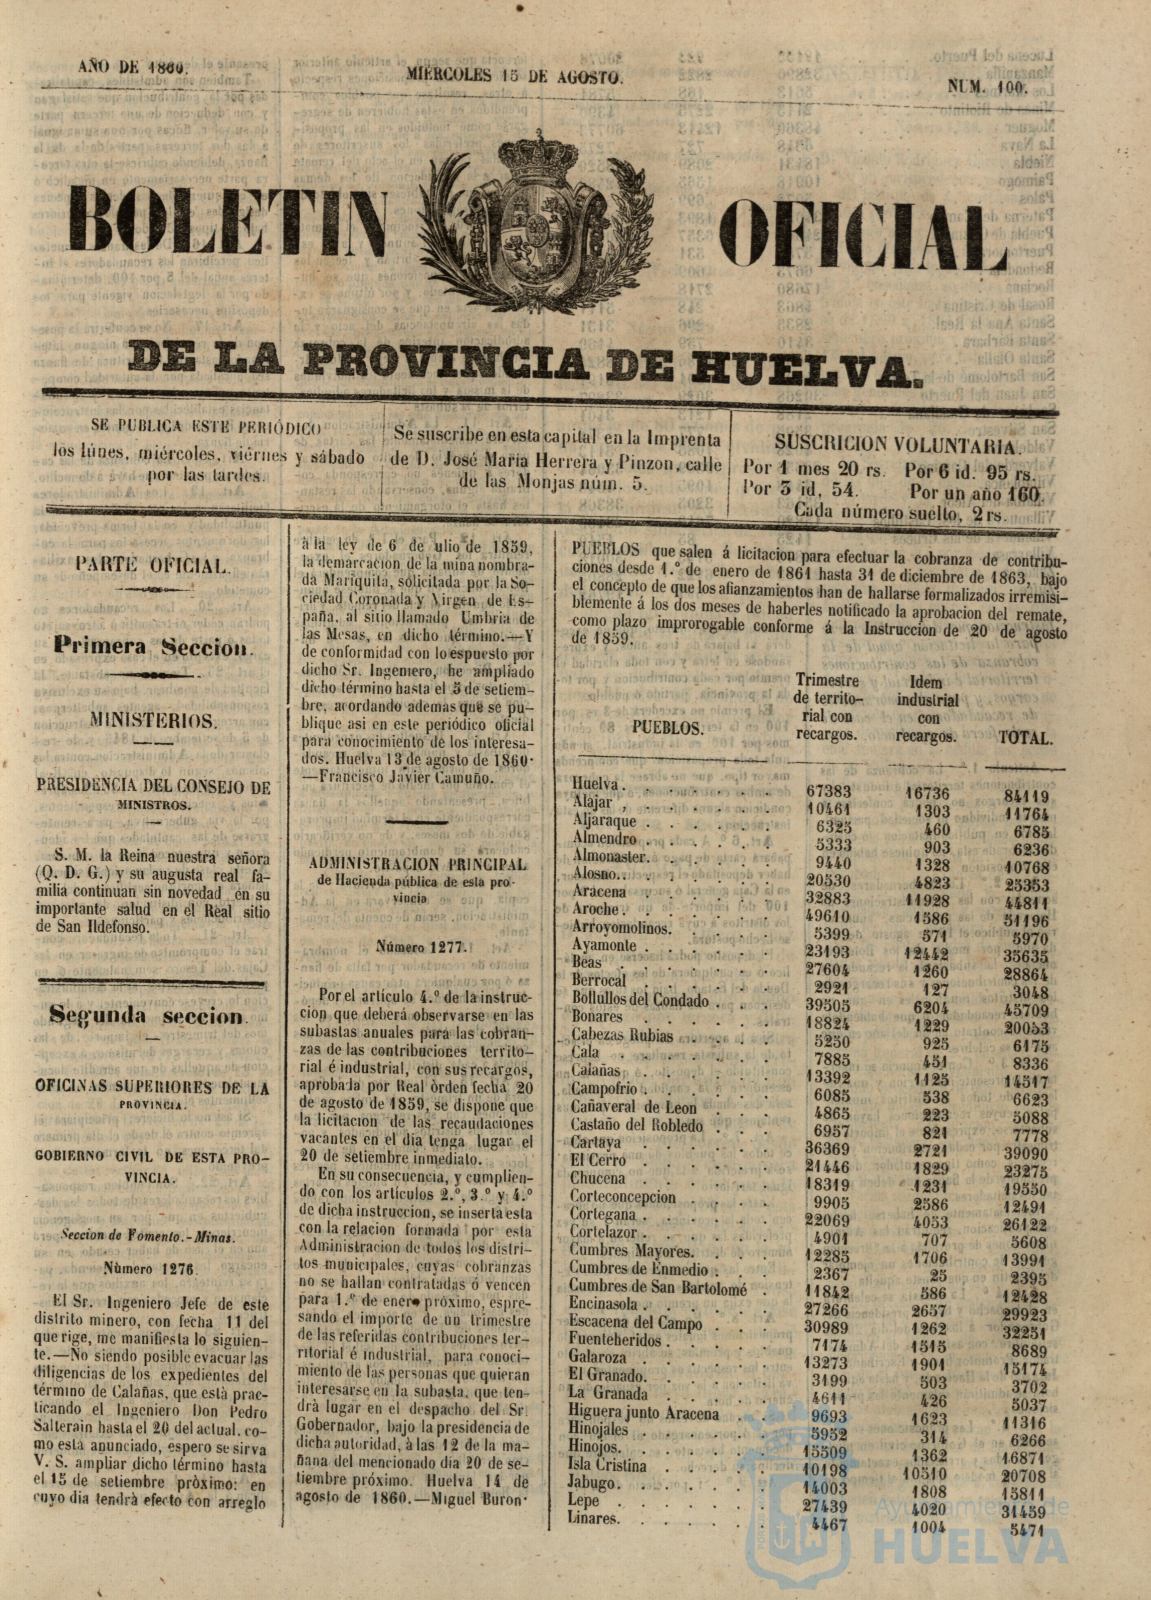 AÑO DE 1860.
MIÉRCOLES 15 DE AGOSTO.
NUM. 100.
BOLETIN OFICIAL
DE LA PROVINCIA DE HUELVA.
SE PUBLICA ESTE PERIÓDICO
los lúnes, miércoles, viérnes y sábado
por las tardes.
Se suscribe en esta capital en la Imprenta
de D. José Maria Herrera y Pinzon, calle
de las Monjas núm. 5.
SUSCRICION VOLUNTARIA.
Por 1 mes 20 rs. Por 6 id. 95 rs.
Por 3 id, 54. Por un año 160.
Cada número suelto, 2 rs.
PARTE OFICIAL.
Primera Seccion.
MINISTERIOS.
PRESIDENCIA DEL CONSEJO DE
MINISTROS.
S. M. la Reina nuestra señora
(Q. D. G.) y su augusta real fa-
milia continuan sin novedad en su
importante salud en el Real sitio
de San Ildefonso.
Segunda seccion.
OFICINAS SUPERIORES DE LA
PROVINCIA.
GOBIERNO CIVIL DE ESTA PRO-
VINCIA.
Seccion de Fomento.-Minas.
Número 1276.
El Sr. Ingeniero Jefe de este
distrito minero, con fecha 11 del
que rige, me manifiesta lo siguien-
te.—No siendo posible evacuar las
diligencias de los expedientes del
término de Calañas, que está prac-
ticando el Ingeniero Don Pedro
Salterain hasta el 20 del actual, co-
mo está anunciado, espero se sirva
V. S. ampliar dicho término hasta
el 15 de setiembre pròximo: en
cuyo dia tendrá efecto con arreglo
à la ley de 6 de ulio de 1859,
la demarcacion de la mina nombra-
da Mariquita, solicitada por la So-
ciedad Coronada y Virgen de Es-
paña, al sitio llamado Umbria de
las Mesas, en dicho término.—Y
de conformidad con lo espuesto por
dicho Sr. Ingeniero, he ampliado
dicho término hasta el 5 de setiem-
bre, acordando ademas que se pu-
blique asi en este periódico oficial
para conocimiento de los interesa-
dos. Huelva 13 de agosto de 1860·
—Francisco Javier Camuño.
ADMINISTRACION PRINCIPAL
de Hacienda pública de esta pro-
vincia
Número 1277.
Por el artículo 4.º de la instruc-
cion que deberá observarse en las
subastas anuales para las cobran-
zas de las contribuciones territo-
rial é industrial, con sus recargos,
aprobada por Real órden fecha 20
de agosto de 1859, se dispone que
la licitacion de las recaudaciones
vacantes en el dia tenga lugar el
20 de setiembre inmediato.
En su consecuencia, y cumplien-
do con los artículos 2.º, 3.º y 4.º
de dicha instruccion, se inserta esta
con la relacion formada por esta
Administracion de todos los distri-
tos municipales, cuyas cobranzas
no se hallan contratadas ó vencen
para 1.º de enero próximo, espre-
sando el importe de un trimestre
de las referidas contribuciones ter-
ritorial é industrial, para conoci-
miento de las personas que quieran
interesarse en la subasta, que ten-
drà lugar en el despacho del Sr.
Gobernador, bajo la presidencia de
dicha autoridad, à las 12 de la ma-
ñana del mencionado dia 20 de se-
tiembre próximo. Huelva 14 de
agosto de 1860.—Miguel Buron·
PUEBLOS que salen á licitacion para efectuar la cobranza de contribu-
ciones desde 1.º de enero de 1861 hasta 31 de diciembre de 1863, bajo
el concepto de que los afianzamientos han de hallarse formalizados irremisi-
blemente á los dos meses de haberles notificado la aprobacion del remate,
como plazo improrogable conforme á la Instruccion de 20 de agosto
de 1859.
PUEBLOS. Trimestre de territo-rial con recargos. Idem industrial con recargos. TOTAL.
Huelva. 67383 16736 84119
Alajar 10461 1303 11764
Aljaraque 6325 460 6785
Almendro 5333 903 6236
Almonaster. 9440 1328 10768
Alosno. 20530 4823 25353
Aracena 32883 11928 44811
Aroche. 49610 1586 51196
Arroyomolinos. 5399 571 5970
Ayamonte 23193 12442 35635
Beas 27604 1260 28864
Berrocal 2921 127 3048
Bollullos del Condado 39505 6204 45709
Bonares 18824 1229 20053
Cabezas Rubias 5250 925 6175
Cala 7885 451 8336
Calañas 13392 1125 14517
Campofrio 6085 538 6623
Cañaveral de Leon 4865 223 5088
Castaño del Robledo 6957 821 7778
Cartaya 36369 2721 39090
El Cerro 21446 1829 23275
Chucena 18319 1231 19550
Corteconcepcion 9905 2586 12491
Cortegana 22069 4053 26122
Cortelazor 4901 707 5608
Cumbres Mayores. 12285 1706 13991
Cumbres de Enmedio 2367 25 2395
Cumbres de San Bartolomé 11842 586 12428
Encinasola 27266 2657 29923
Escacena del Campo 30989 1262 32251
Fuenteheridos 7174 1515 8689
Galaroza 13273 1901 15174
El Granado. 3199 503 3702
La Granada 4611 426 5037
Higuera junto Aracena 9693 1623 11316
Hinojales 5952 314 6266
Hinojos. 15509 1362 16871
Isla Cristina 10198 10510 20708
Jabugo. 14003 1808 15811
Lepe 27439 4020 31459
Linares. 4467 1004 5471
Ayuntamiento de
HUELVA